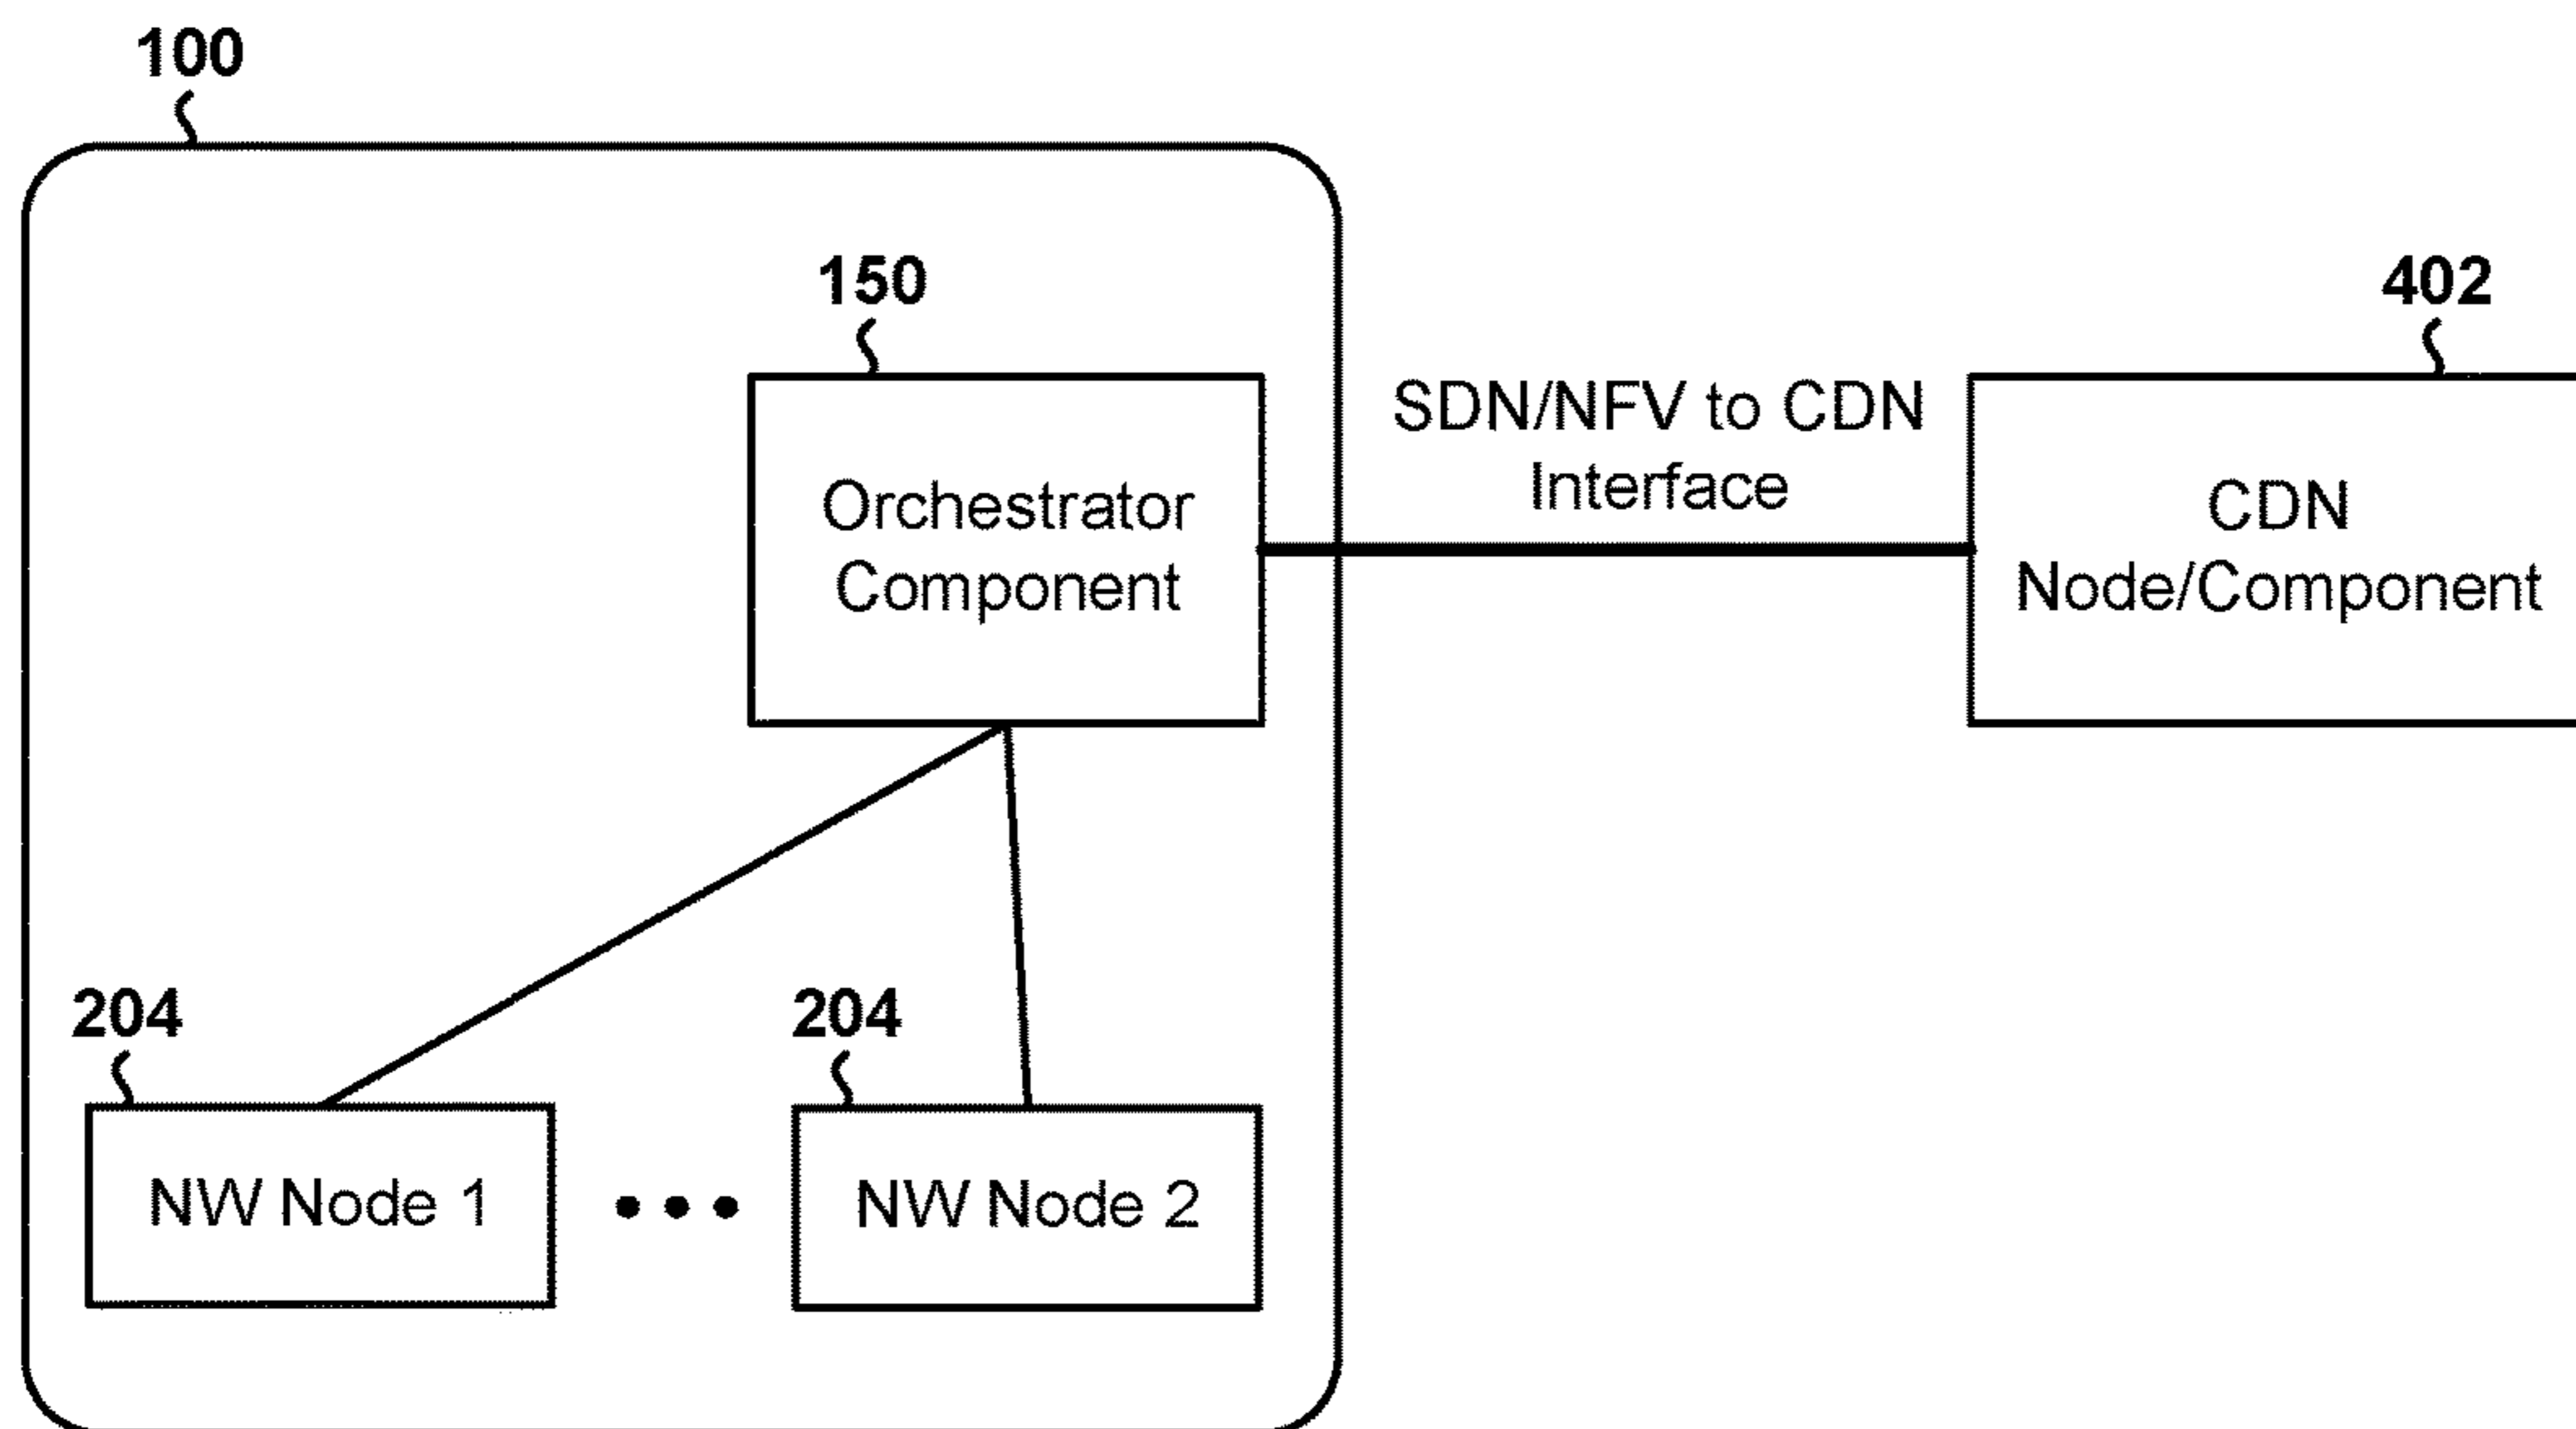 100
150
402
SDN/NFV to CDN
Interface
Orchestrator
Component
CDN
Node/Component
204
204
NW Node 1
NW Node 2